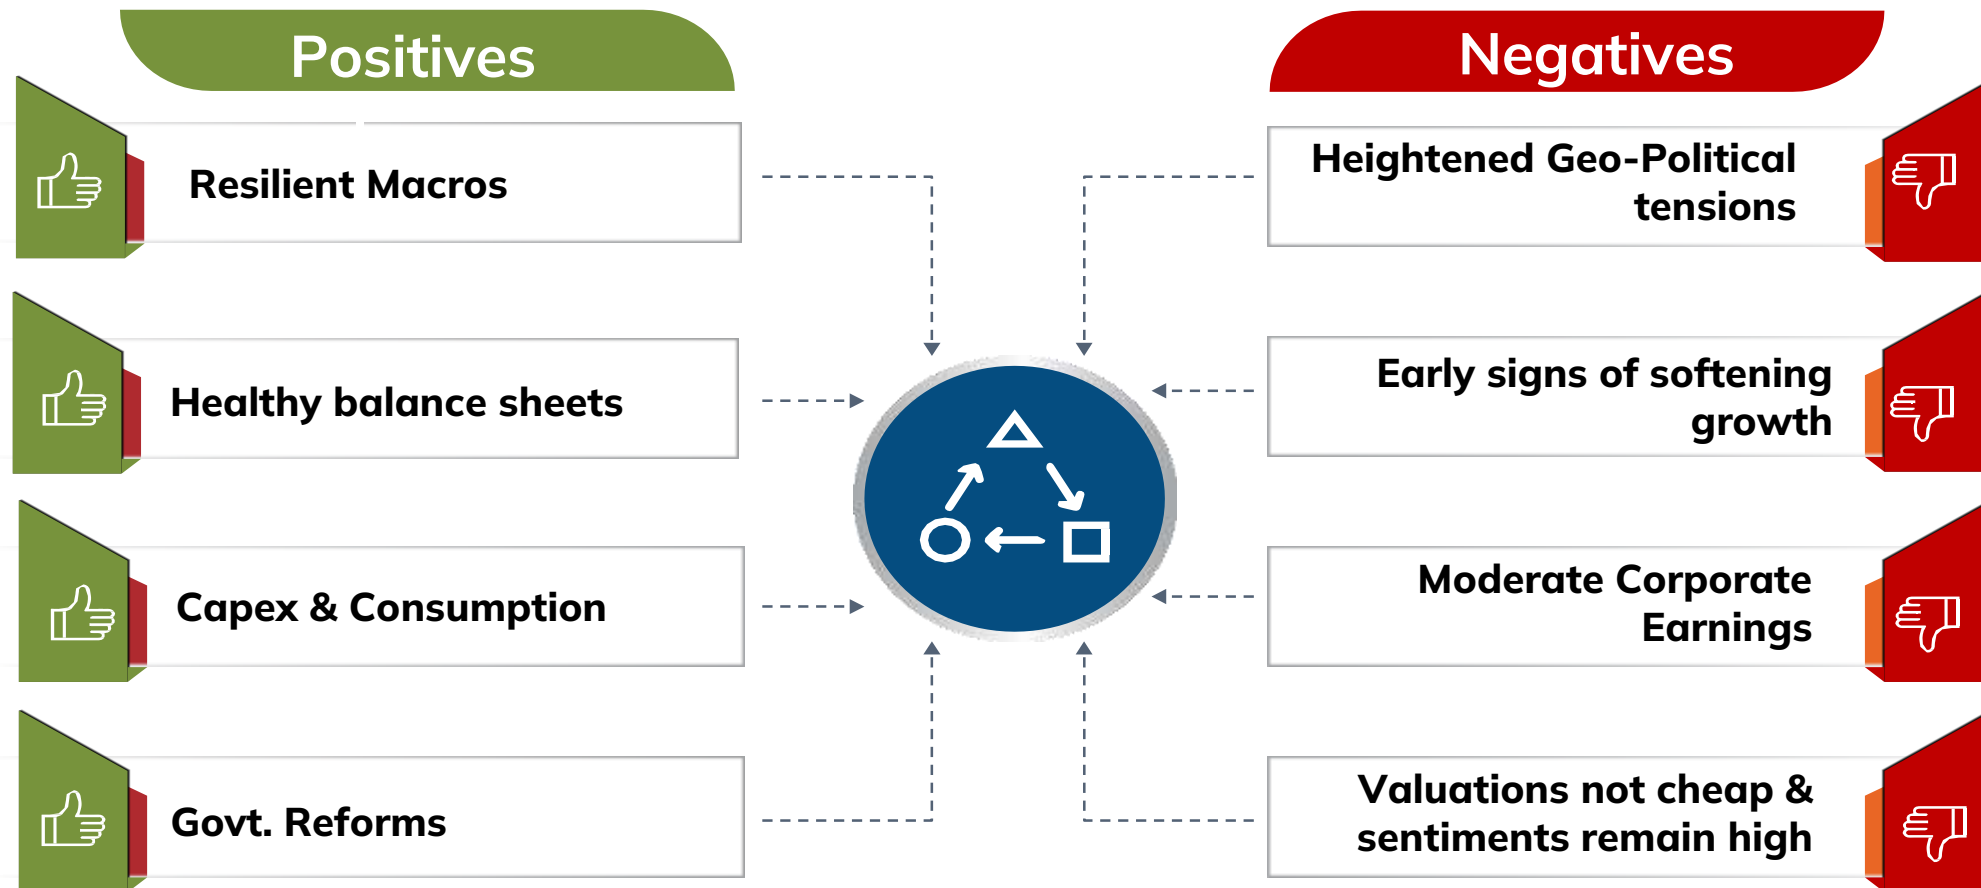 Positives
Resilient Macros
Healthy balance sheets
Capex & Consumption
Govt. Reforms
Negatives
Heightened Geo-Political
tensions
Early signs of softening
growth
Moderate Corporate
Earnings
Valuations not cheap &
sentiments remain high